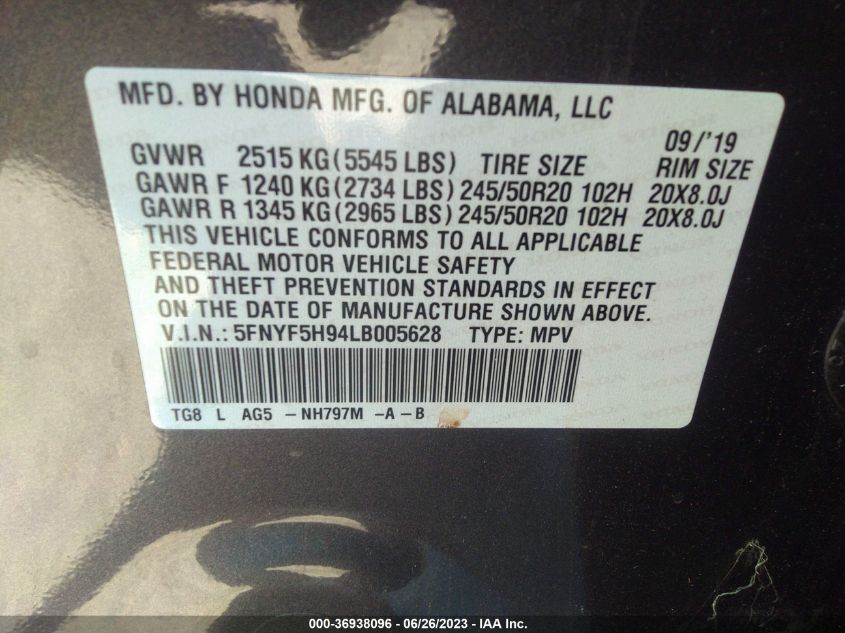 MFD. BY HONDA MFG. OF ALABAMA, LLC
09/'19
GVWR 2515 KG (5545 LBS) TIRE SIZE RIM SIZE
GAWR F 1240 KG (2734 LBS) 245/50R20 102H 20X8.0J
GAWR R 1345 KG (2965 LBS) 245/50R20 102H 20X8.0J
THIS VEHICLE CONFORMS TO ALL APPLICABLE
FEDERAL MOTOR VEHICLE SAFETY
AND THEFT PREVENTION STANDARDS IN EFFECT
ON THE DATE OF MANUFACTURE SHOWN ABOVE.
V.I.N.: 5FNYF5H94LB005628 TYPE: MPV
TG8 L AG5 -NH797M -A-B
000-36938096 - 06/26/2023 - IAA Inc.